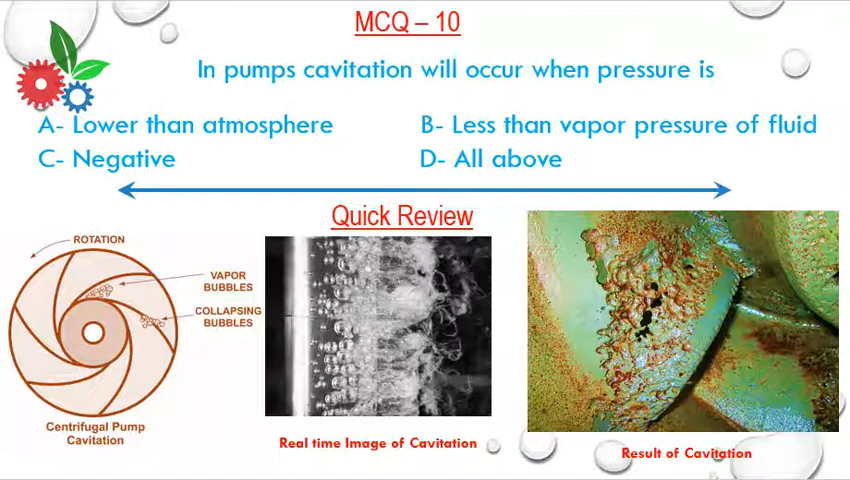 MCQ – 10
In pumps cavitation will occur when pressure is
A- Lower than atmosphere
B- Less than vapor pressure of fluid
C- Negative
D- All above
Quick Review
ROTATION
VAPOR
BUBBLES
COLLAPSING
BUBBLES
Centrifugal Pump
Cavitation
Real time Image of Cavitation
Result of Cavitation